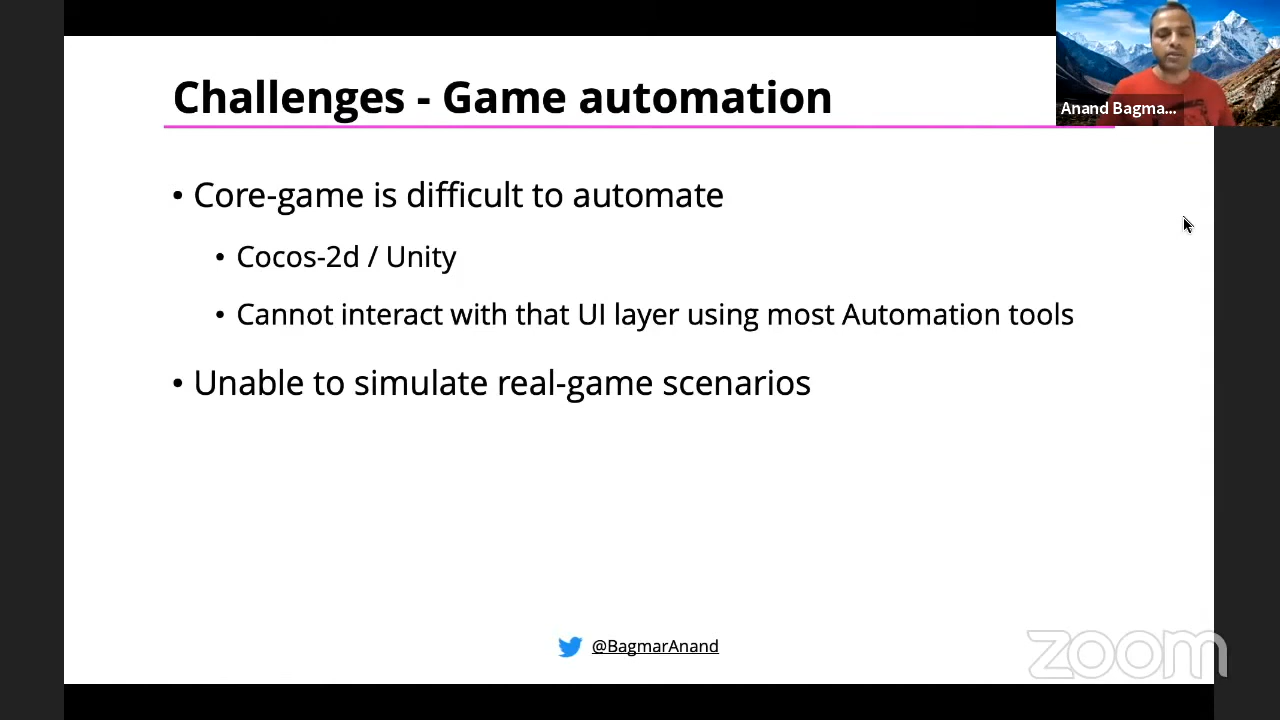 Challenges - Game automation
Anand Bagma...
• Core-game is difficult to automate
• Cocos-2d / Unity
• Cannot interact with that UI layer using most Automation tools
• Unable to simulate real-game scenarios
@BagmarAnand
zoom